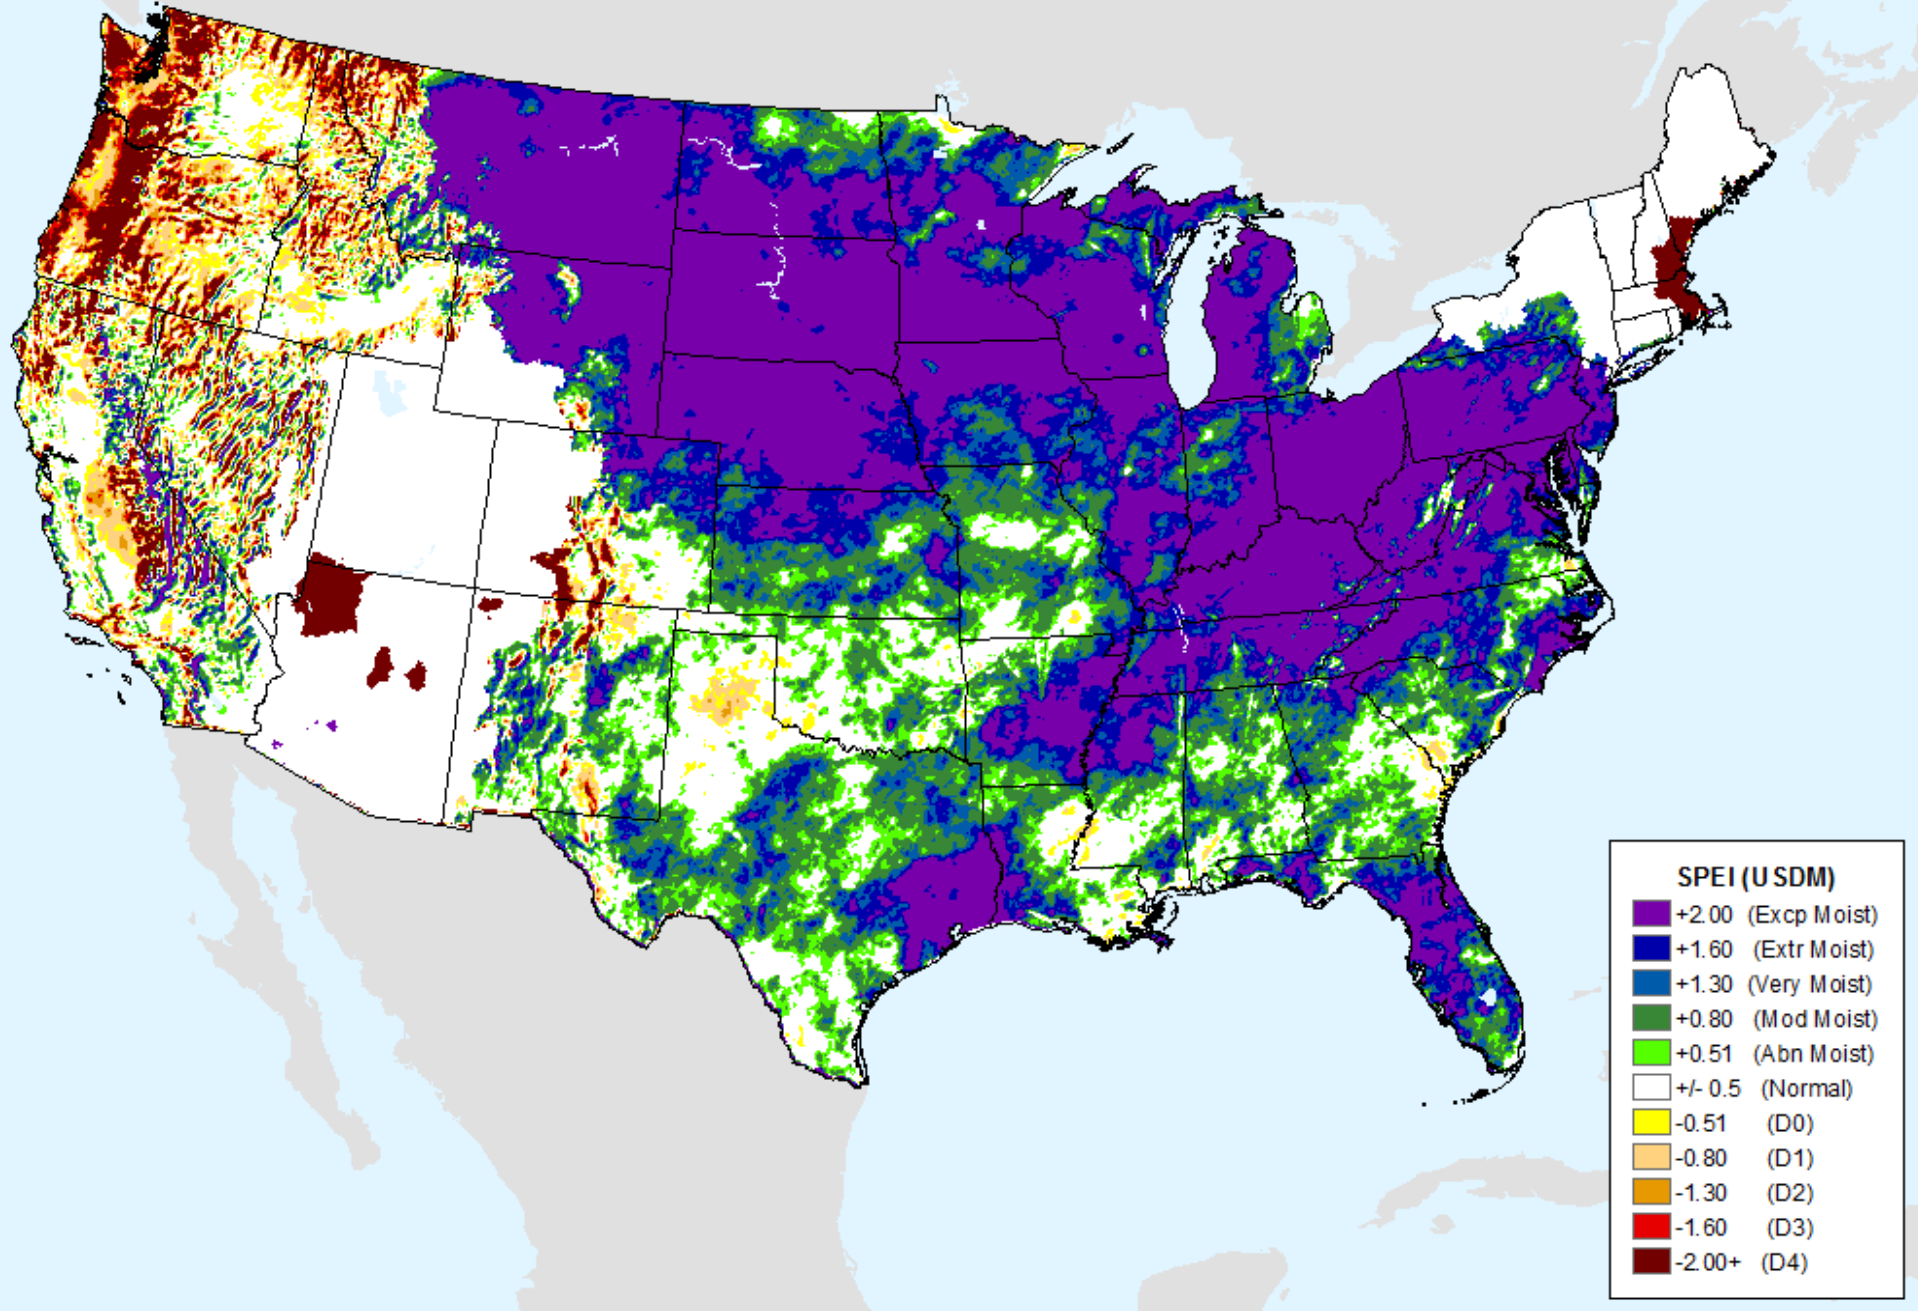 SPEI (USDM)
+2.00 (Excp Moist)
+1.60 (Extr Moist)
+1.30 (Very Moist)
+0.80 (Mod Moist)
+0.51 (Abn Moist)
+/- 0.5 (Normal)
-0.51 (D0)
-0.80 (D1)
-1.30 (D2)
-1.60 (D3)
-2.00+ (D4)